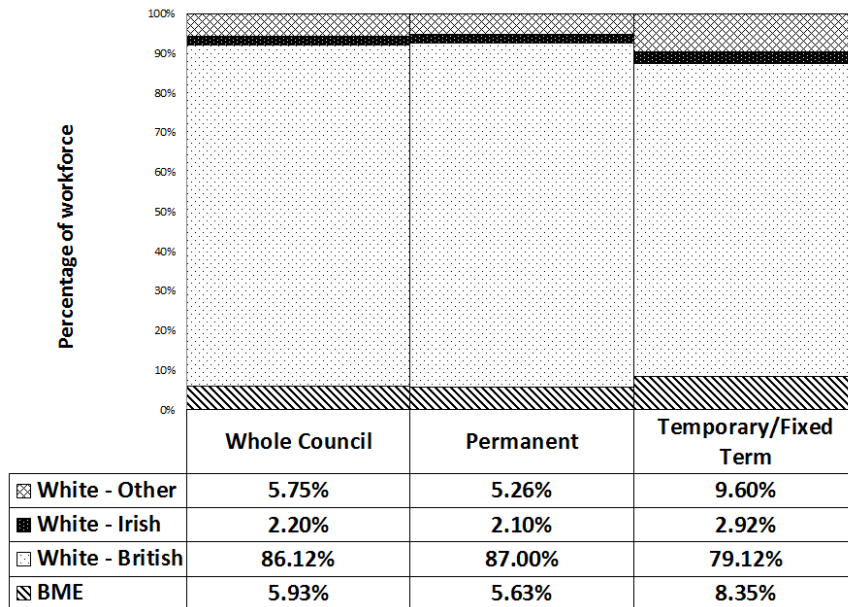 100%
90%
80%
70%
60%
50%
40%
30%
20%
10%
0%
Percentage of workforce
Whole Council Permanent Temporary/Fixed
Term
White - Other 5.75% 5.26% 9.60%
White - Irish 2.20% 2.10% 2.92%
White - British 86.12% 87.00% 79.12%
BME 5.93% 5.63% 8.35%